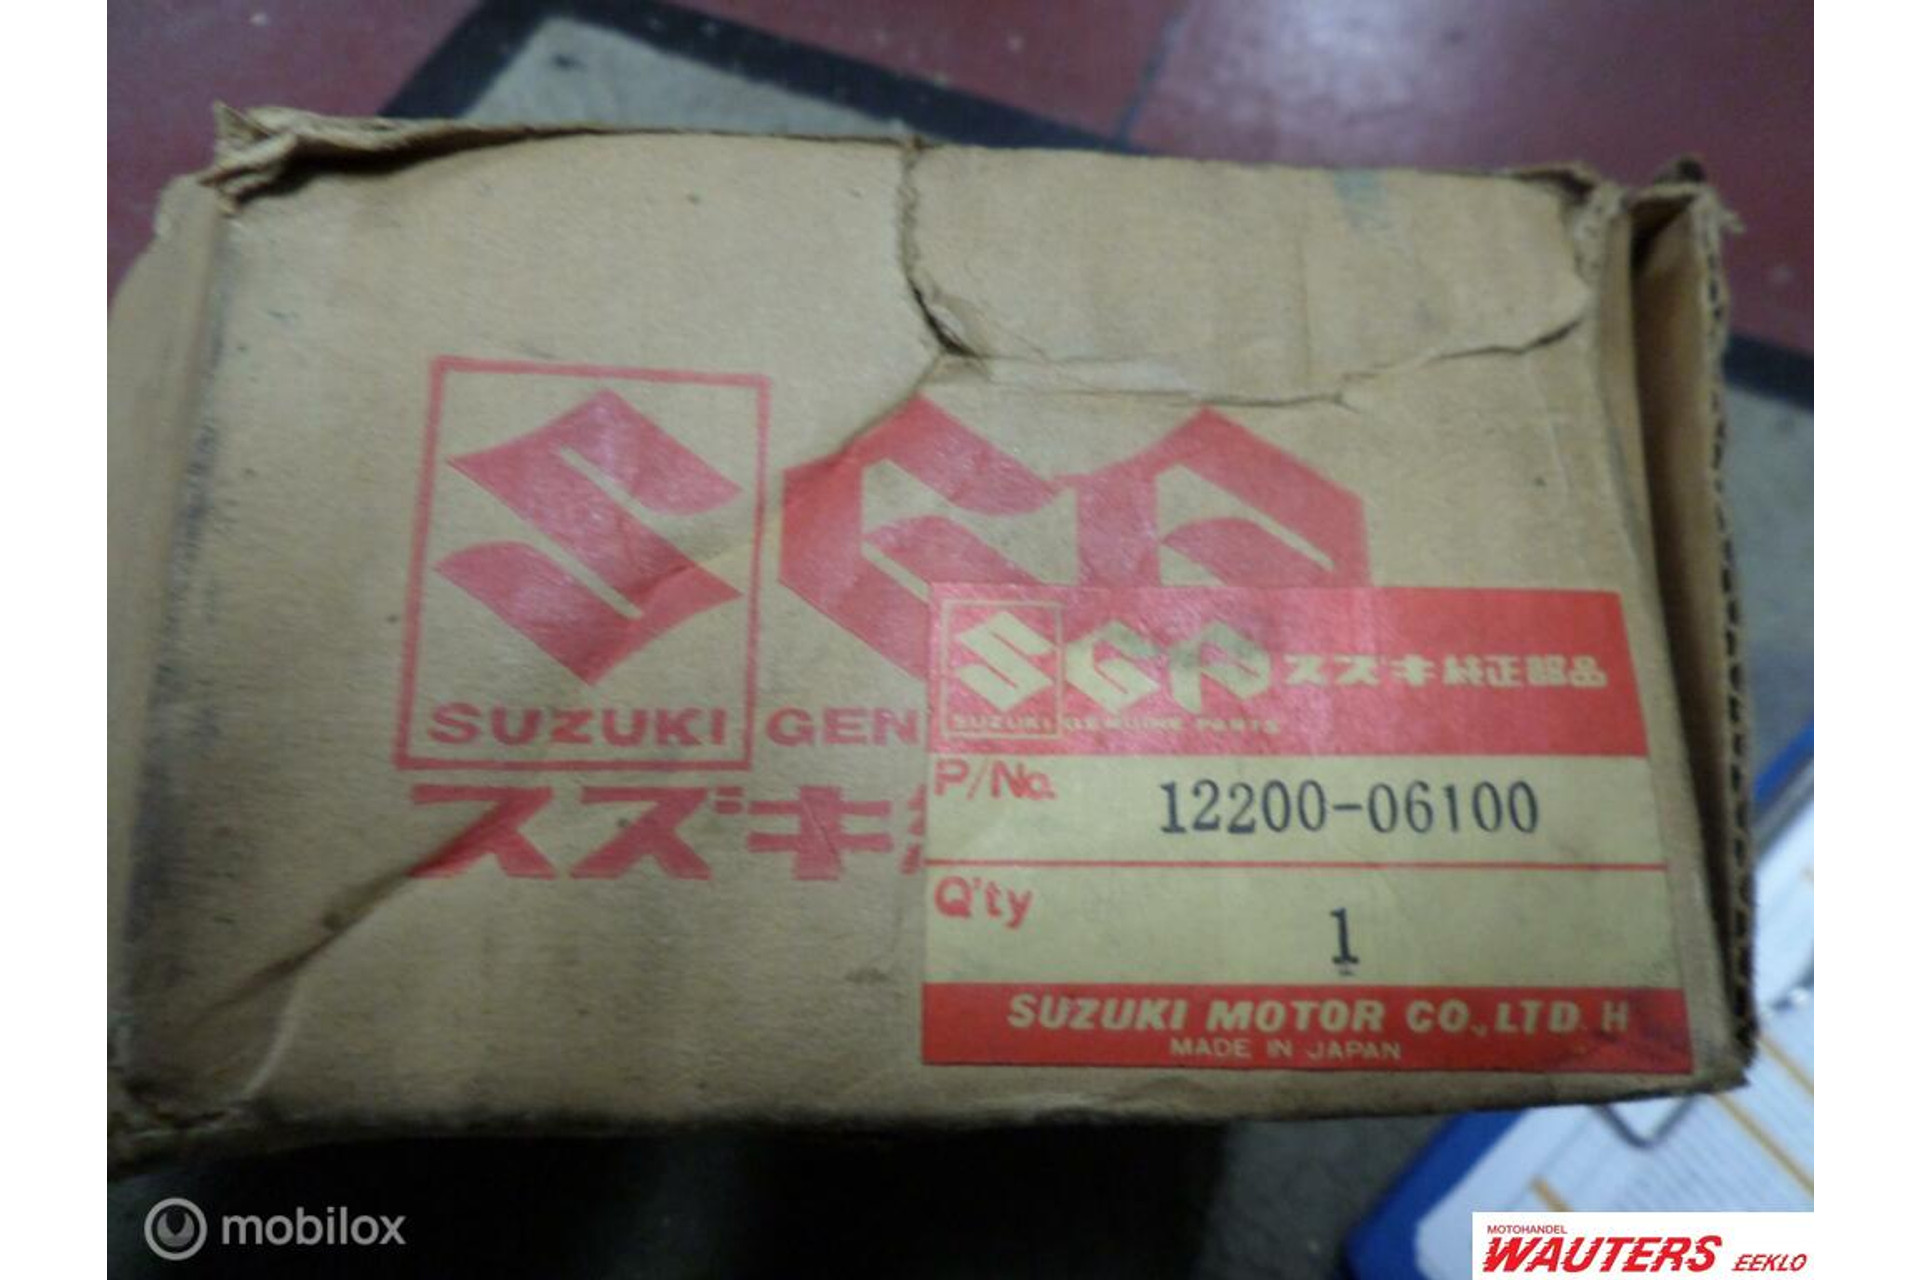 SGP
SUZUKI GEN
スズキ
SGP スズキ純正部品
SUZUKI GENUINE PARTS
P/No. 12200-06100
Q'ty 1
SUZUKI MOTOR CO., LTD. H
MADE IN JAPAN
mobilox
MOTOHANDEL
WAUTERS EEKLO